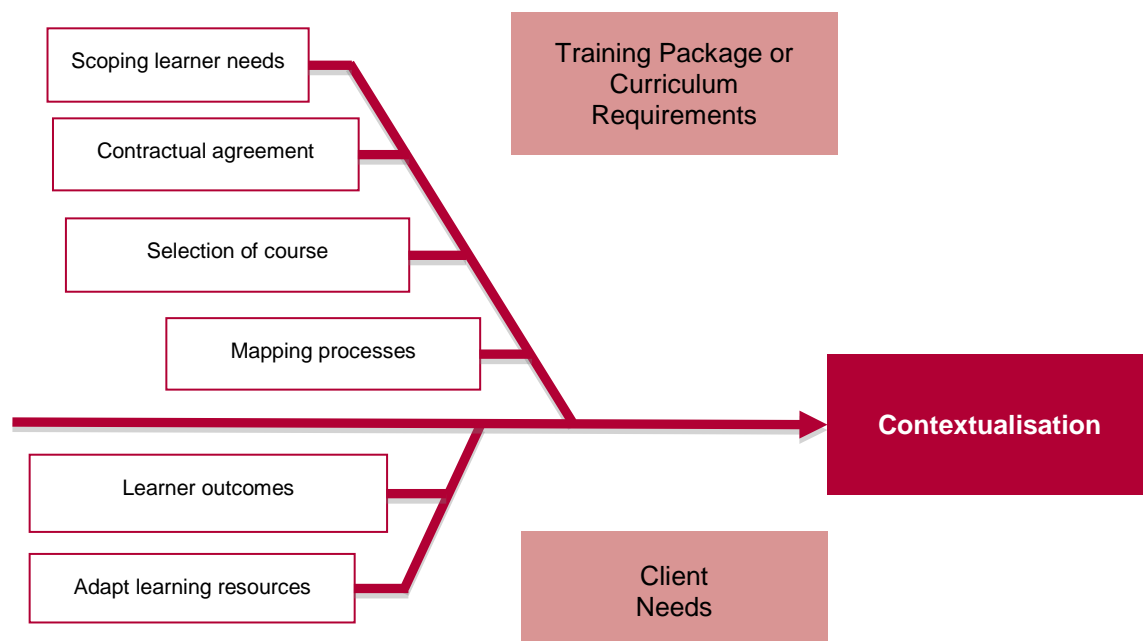 Scoping learner needs
Training Package or
Curriculum
Requirements
Contractual agreement
Selection of course
Mapping processes
Contextualisation
Learner outcomes
Adapt learning resources
Client
Needs